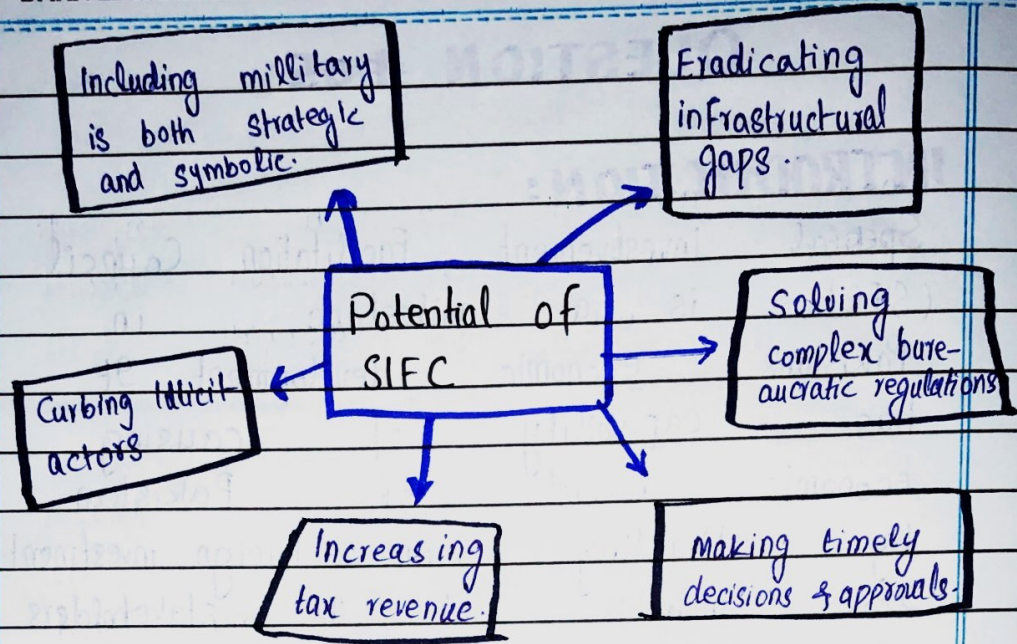 Including millitary
is both strategic
and symbolic.
Eradicating
infrastructural
gaps.
Potential of
SIFC
Solving
complex bure-
aucratic regulations
Curbing illicit
actors
Increasing
tax revenue.
Making timely
decisions & approvals.